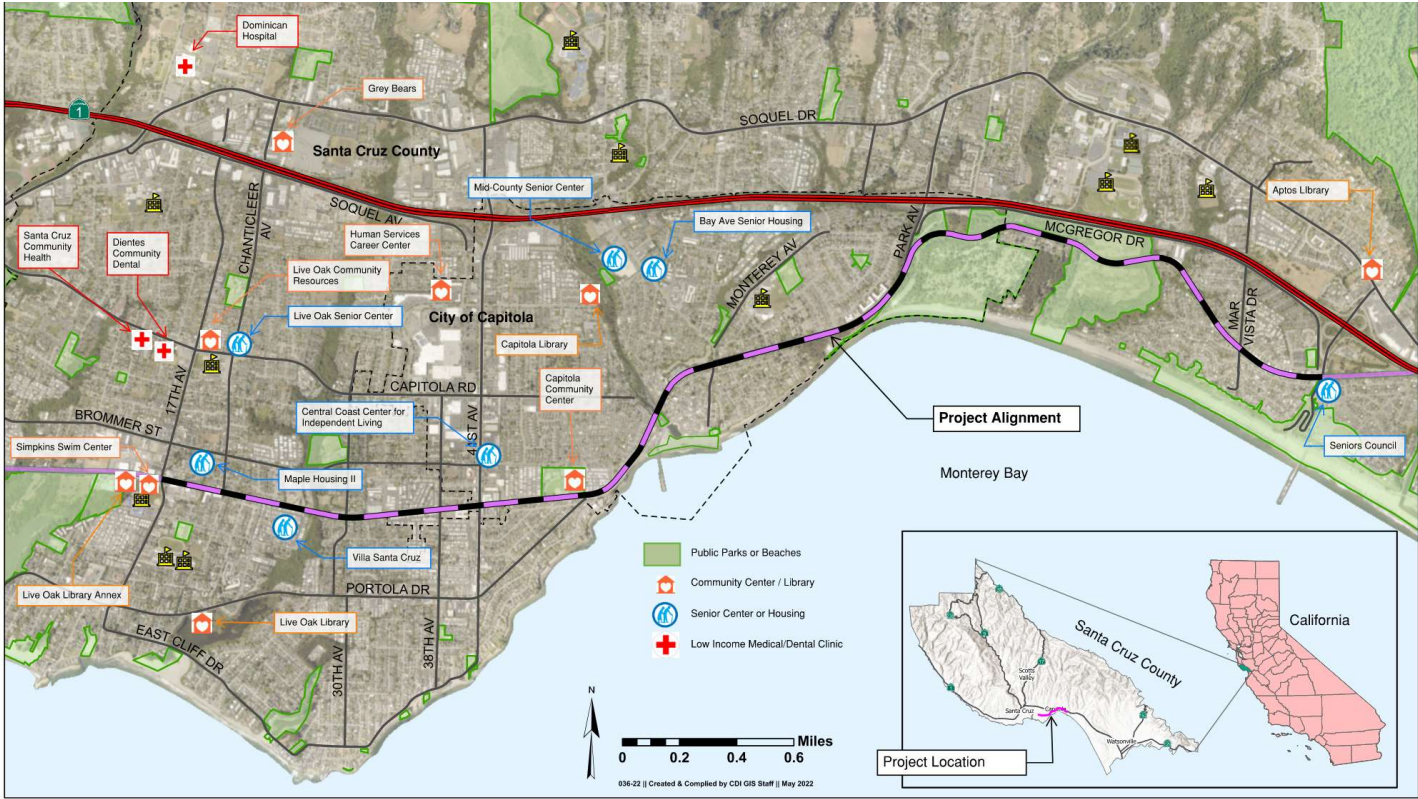 Dominican
Hospital
Grey Bears
1
SOQUEL DR
Santa Cruz County
Mid-County Senior Center
Aptos LIbrary
CHANTICLEER
AV
SOQUEL AV
Bay Ave Senior Housing
PARK AV
MCGREGOR DR
Santa Cruz
Community
Health
Dientes
Community
Dental
Human Services
Career Center
MONTEREY AV
Live Oak Community
Resources
MAR
VISTA DR
Live Oak Senior Center
City of Capitola
Capitola Library
17TH AV
CAPITOLA RD
Capitola
Community
Center
BROMMER ST
Central Coast Center for
Independent Living
41ST AV
Project Alignment
Simpkins Swim Center
Seniors Council
Maple Housing II
Monterey Bay
Villa Santa Cruz
Public Parks or Beaches
Community Center / Library
Senior Center or Housing
Low Income Medical/Dental Clinic
PORTOLA DR
Live Oak Library Annex
Live Oak Library
EAST CLIFF DR
30TH AV
38TH AV
N
Miles
0 0.2 0.4 0.6
036-22 || Created & Complied by CDI GIS Staff || May 2022
California
Santa Cruz County
Scotts
Valley
Santa Cruz
Capitola
Watsonville
Project Location